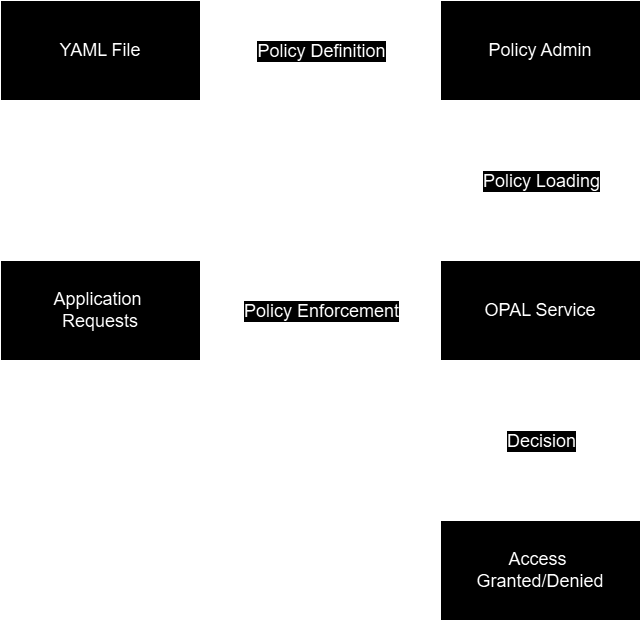 YAML File
Policy Definition
Policy Admin
Policy Loading
Application
Requests
Policy Enforcement
OPAL Service
Decision
Access
Granted/Denied